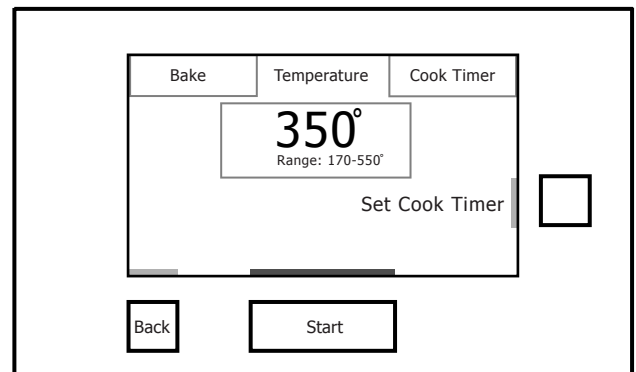 Bake Temperature Cook Timer
350°
Range: 170-550°
Set Cook Timer
Back Start